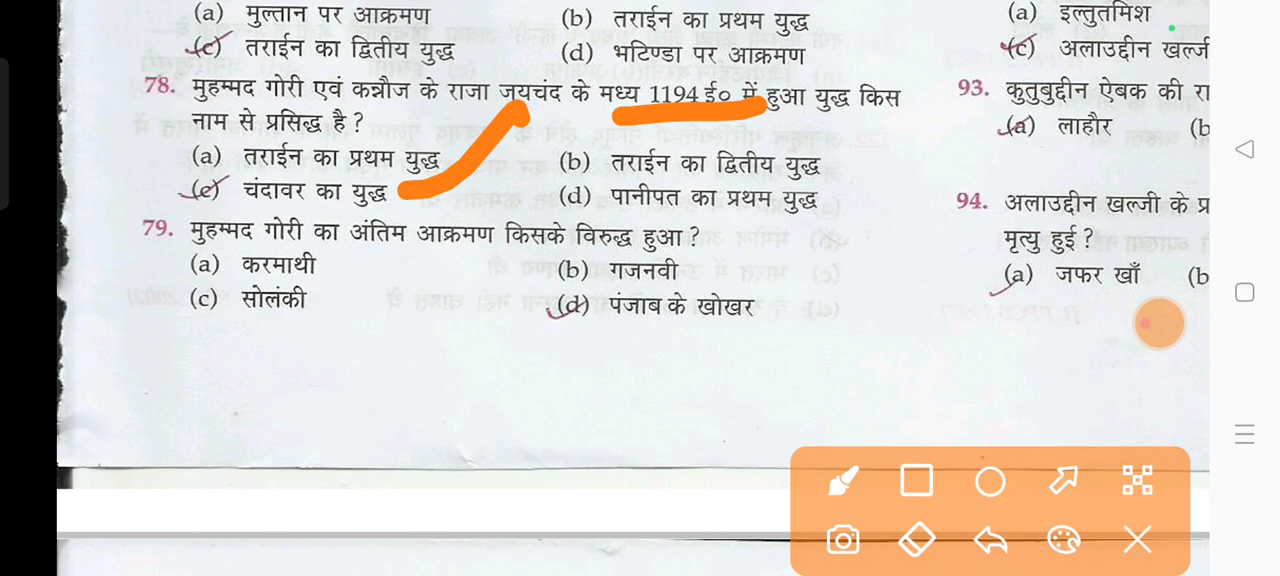 (a) मुल्तान पर आक्रमण (b) तराईन का प्रथम युद्ध
(c) तराईन का द्वितीय युद्ध (d) भटिण्डा पर आक्रमण
78. मुहम्मद गोरी एवं कन्नौज के राजा जयचंद के मध्य 1194 ई० में हुआ युद्ध किस
नाम से प्रसिद्ध है ?
(a) तराईन का प्रथम युद्ध (b) तराईन का द्वितीय युद्ध
(c) चंदावर का युद्ध (d) पानीपत का प्रथम युद्ध
79. मुहम्मद गोरी का अंतिम आक्रमण किसके विरुद्ध हुआ ?
(a) करमाथी (b) गजनवी
(c) सोलंकी (d) पंजाब के खोखर
(a) इल्तुतमिश
(c) अलाउद्दीन खल्जी
93. कुतुबुद्दीन ऐबक की रा
(a) लाहौर (b
94. अलाउद्दीन खल्जी के प्र
मृत्यु हुई ?
(a) जफर खाँ (b